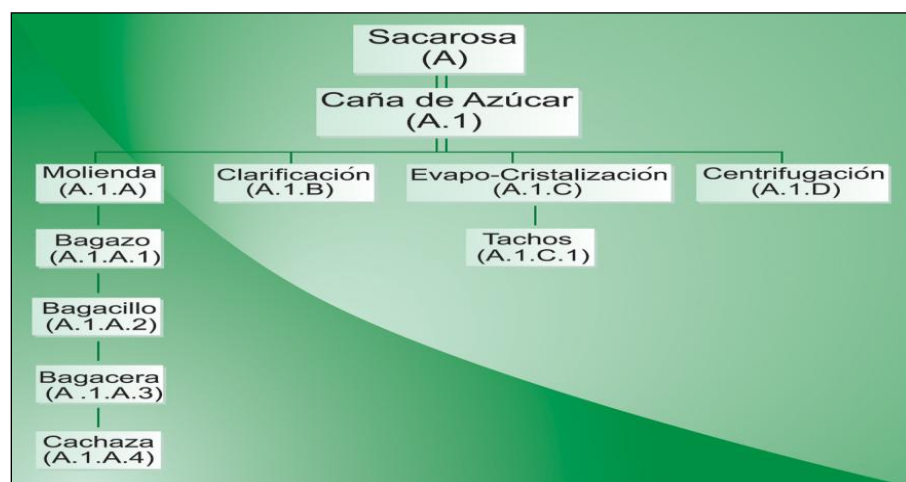 Sacarosa
(A)
Caña de Azúcar
(A.1)
Molienda
(A.1.A)
Clarificación
(A.1.B)
Evapo-Cristalización
(A.1.C)
Centrifugación
(A.1.D)
Bagazo
(A.1.A.1)
Tachos
(A.1.C.1)
Bagacillo
(A.1.A.2)
Bagacera
(A .1.A.3)
Cachaza
(A.1.A.4)